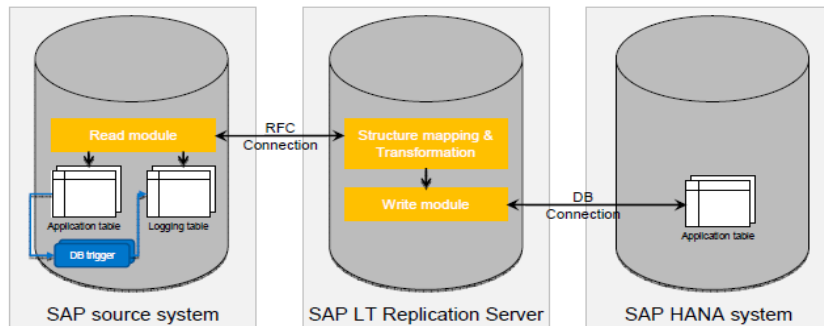 Read module
Application table
Logging table
DB trigger
SAP source system
RFC
Connection
Structure mapping &
Transformation
Write module
SAP LT Replication Server
DB
Connection
Application table
SAP HANA system